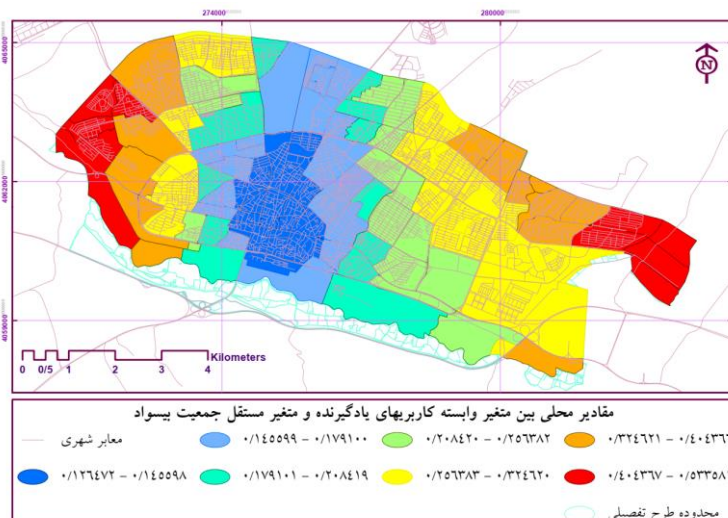 274000
280000
4065000
4062000
4059000
N
Kilometers
0 0/5 1 2 3 4
مقادیر محلی بین متغیر وابسته کاربریهای یادگیرنده و متغیر مستقل جمعیت بیسواد
معابر شهری
۰/۱۴۵۵۹۹ – ۰/۱۷۹۱۰۰
۰/۲۰۸۴۲۰ – ۰/۲۵۶۳۸۲
۰/۳۲۴۶۲۱ – ۰/۴۰۴۳۶۶
۰/۱۲۶۴۷۲ – ۰/۱۴۵۵۹۸
۰/۱۷۹۱۰۱ – ۰/۲۰۸۴۱۹
۰/۲۵۶۳۸۳ – ۰/۳۲۴۶۲۰
۰/۴۰۴۳۶۷ – ۰/۵۳۳۵۸
محدوده طرح تفصیلی